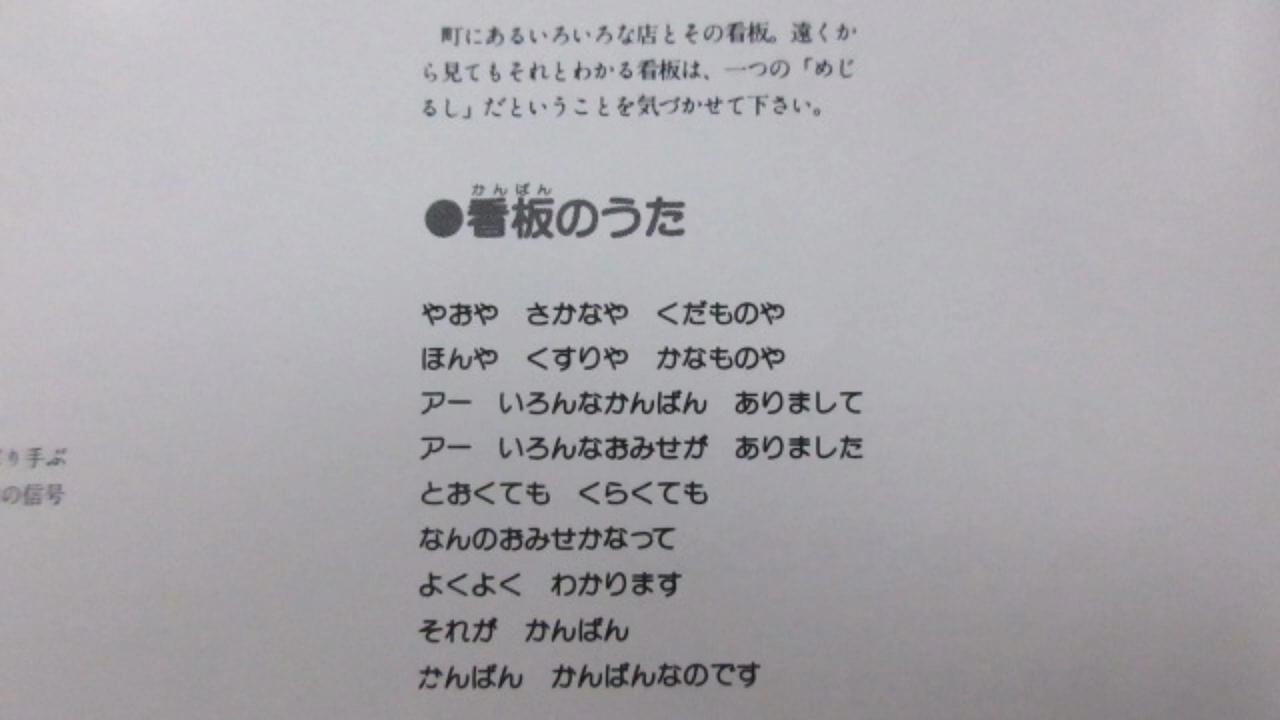 町にあるいろいろな店とその看板。遠くか
ら見てもそれとわかる看板は、一つの「めじ
るし」だということを気づかせて下さい。
かんばん
●看板のうた
やおや　さかなや　くだものや
ほんや　くすりや　かなものや
アー　いろんなかんばん　ありまして
アー　いろんなおみせが　ありました
とおくても　くらくても
なんのおみせかなって
よくよく　わかります
それが　かんばん
かんばん　かんばんなのです
り手ぶ
の信号